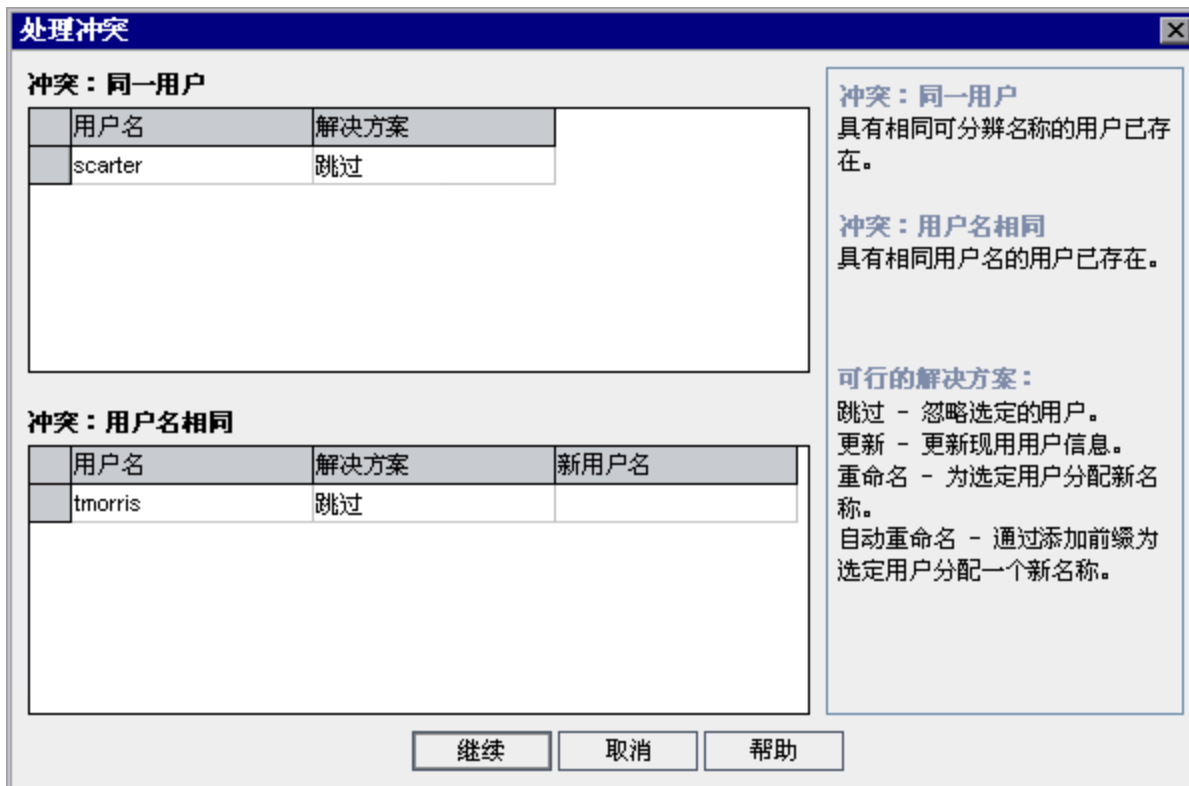 处理冲突
冲突：同一用户
用户名 解决方案
scarter 跳过
冲突：用户名相同
用户名 解决方案 新用户名
tmorris 跳过
冲突：同一用户
具有相同可分辨名称的用户已存
在。
冲突：用户名相同
具有相同用户名的用户已存在。
可行的解决方案：
跳过 - 忽略选定的用户。
更新 - 更新现用用户信息。
重命名 - 为选定用户分配新名
称。
自动重命名 - 通过添加前缀为
选定用户分配一个新名称。
继续 取消 帮助